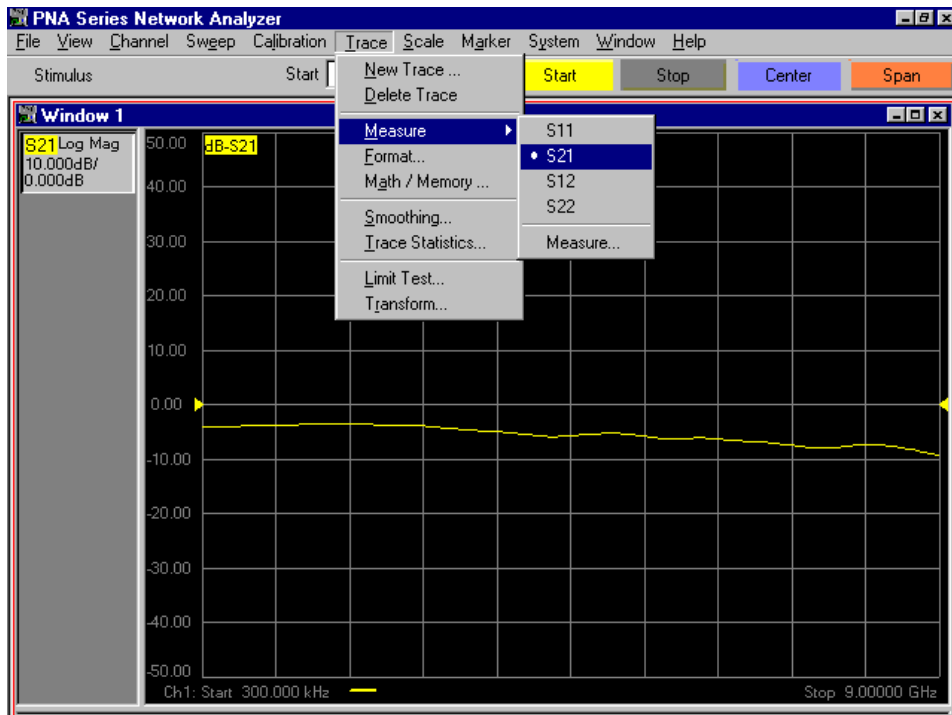 PNA Series Network Analyzer
File View Channel Sweep Calibration Trace Scale Marker System Window Help
Stimulus Start Start Stop Center Span
New Trace ...
Delete Trace
Measure
Format...
Math / Memory ...
Smoothing...
Trace Statistics...
Limit Test...
Transform...
S11
S21
S12
S22
Measure...
Window 1
S21 Log Mag
10.000dB/
0.000dB
dB-S21
50.00
40.00
30.00
20.00
10.00
0.00
-10.00
-20.00
-30.00
-40.00
-50.00
Ch1: Start 300.000 kHz Stop 9.00000 GHz